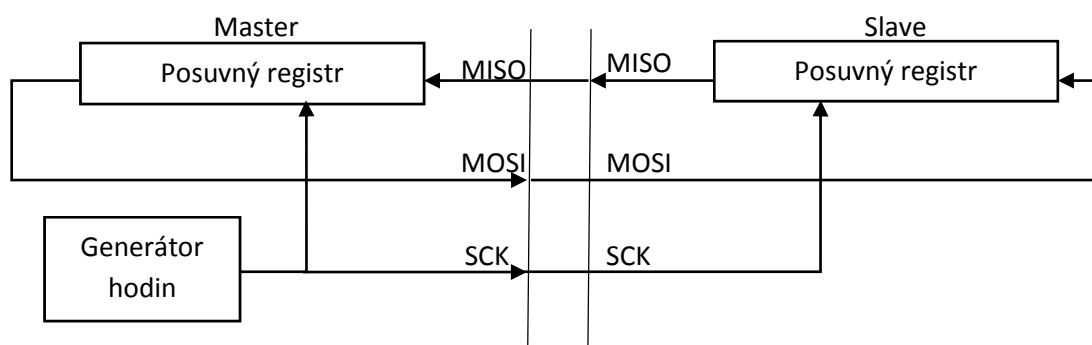 Master
Slave
Posuvný registr
MISO
MISO
Posuvný registr
MOSI
MOSI
Generátor
hodin
SCK
SCK